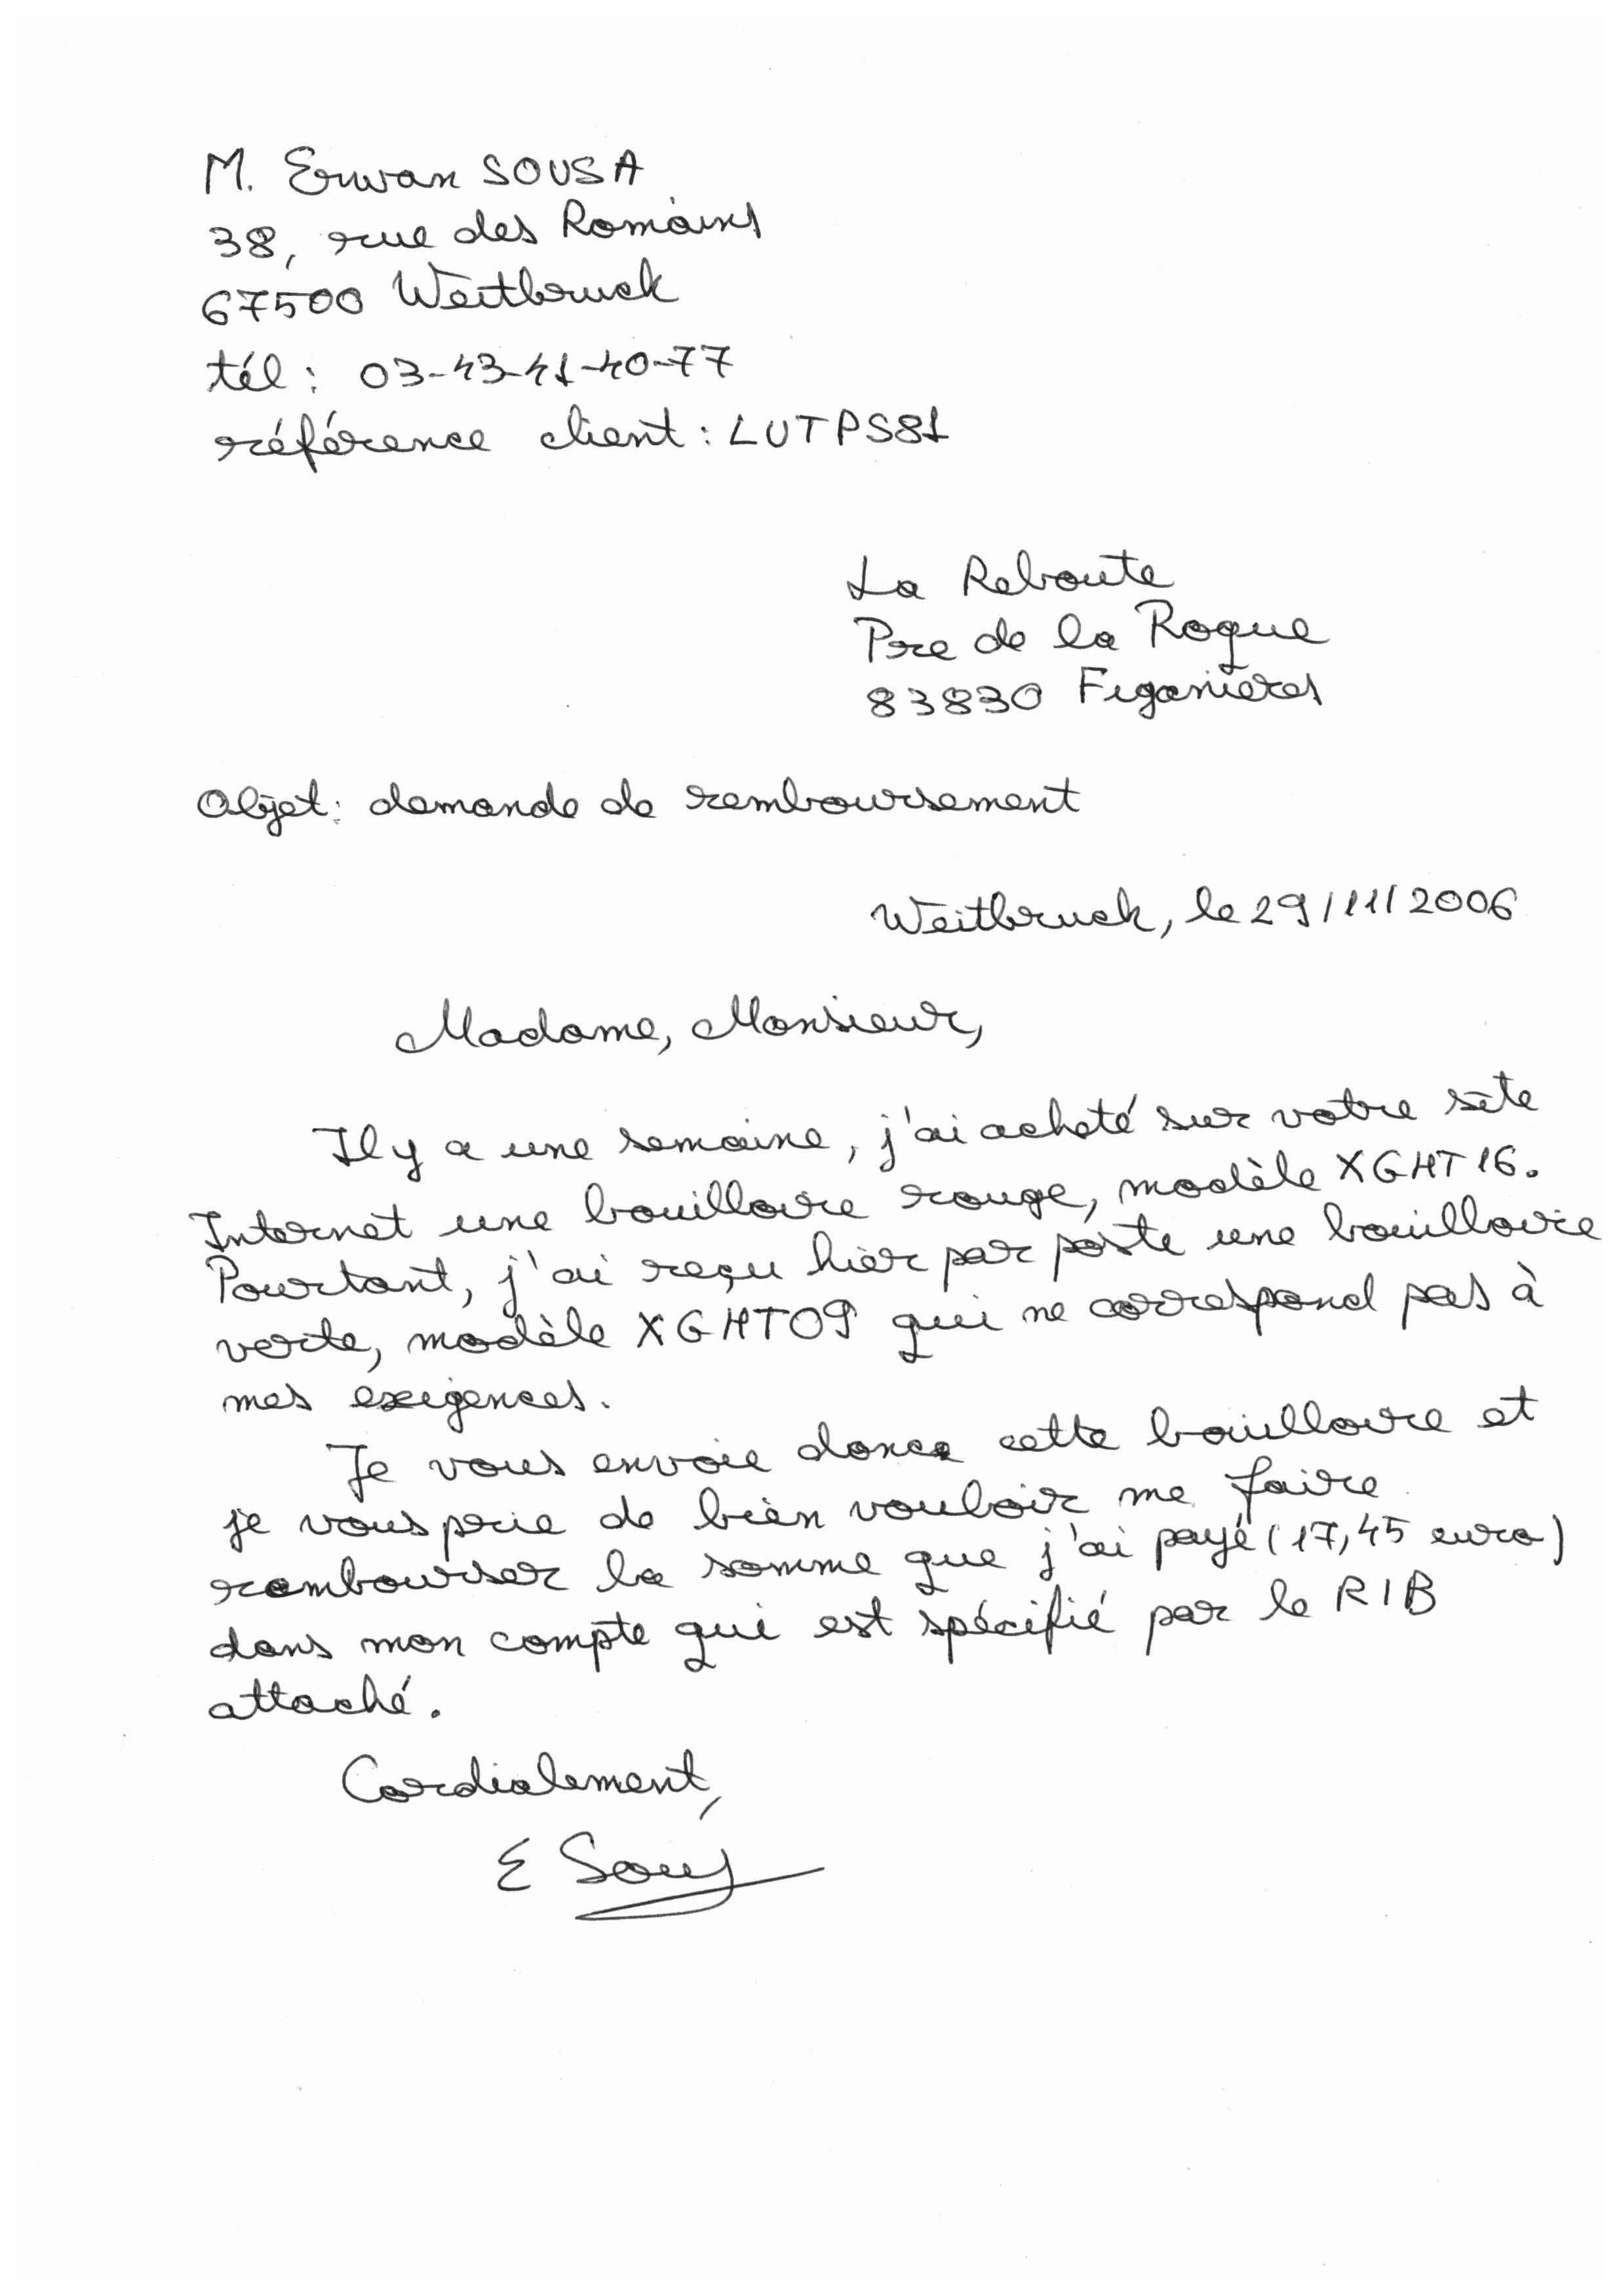 M. Erwan SOUSA
38, rue des Romains
67500 Weitbruck
tél : 03-43-41-40-77
référence client : LUTPS81
La Reboute
Pre de la Roque
83830 Figanieres
Objet : demande de remboursement
Weitbruck, le 29/11/2006
Madame, Monsieur,
Il y a une semaine, j'ai acheté sur votre site
Internet une bouilloire rouge, modèle XGHT16.
Pourtant, j'ai reçu hier par poste une bouilloire
verte, modèle XGHT09 qui ne correspond pas à
mes exigences.
Je vous envoie donc cette bouilloire et
je vous prie de bien vouloir me faire
rembourser la somme que j'ai payé (17,45 euro)
dans mon compte qui est spécifié par le RIB
attaché.
Cordialement,
E Sous